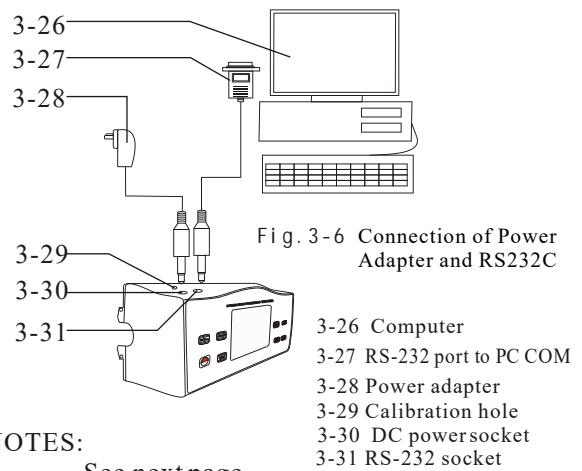 3-26
3-27
3-28
3-29
3-30
3-31
Fig. 3-6 Connection of Power
Adapter and RS232C
3-26 Computer
3-27 RS-232 port to PC COM
3-28 Power adapter
3-29 Calibration hole
3-30 DC power socket
3-31 RS-232 socket
NOTES:
See next page